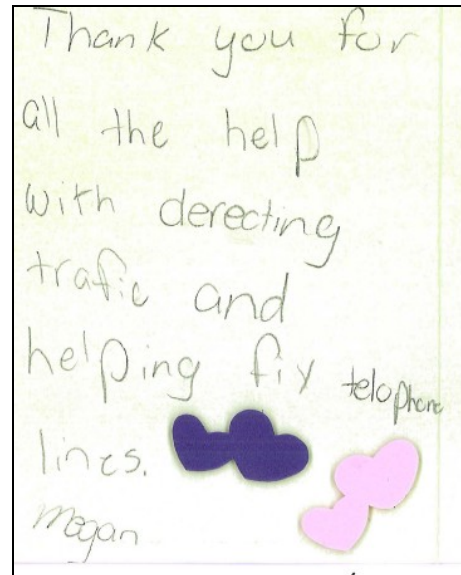 Thank you for
all the help
with derecting
trafic and
helping fix telophone
lines.
Megan